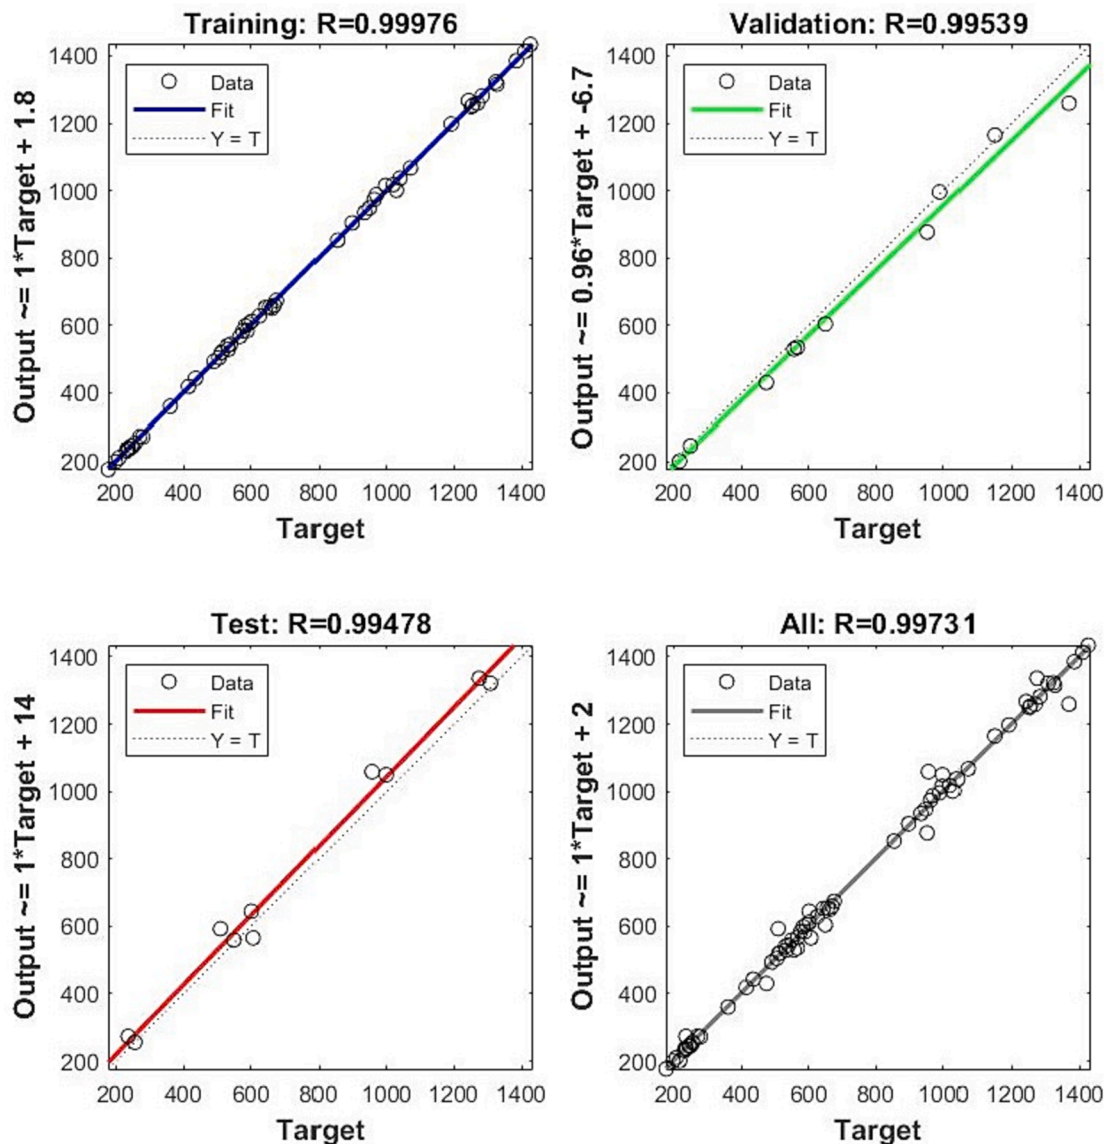 Training: R=0.99976
Output ~= 1*Target + 1.8
Data
Fit
Y = T
1400
1200
1000
800
600
400
200
200 400 600 800 1000 1200 1400
Target
Validation: R=0.99539
Output ~= 0.96*Target + -6.7
Data
Fit
Y = T
1400
1200
1000
800
600
400
200
200 400 600 800 1000 1200 1400
Target
Test: R=0.99478
Output ~= 1*Target + 14
Data
Fit
Y = T
1400
1200
1000
800
600
400
200
200 400 600 800 1000 1200 1400
Target
All: R=0.99731
Output ~= 1*Target + 2
Data
Fit
Y = T
1400
1200
1000
800
600
400
200
200 400 600 800 1000 1200 1400
Target